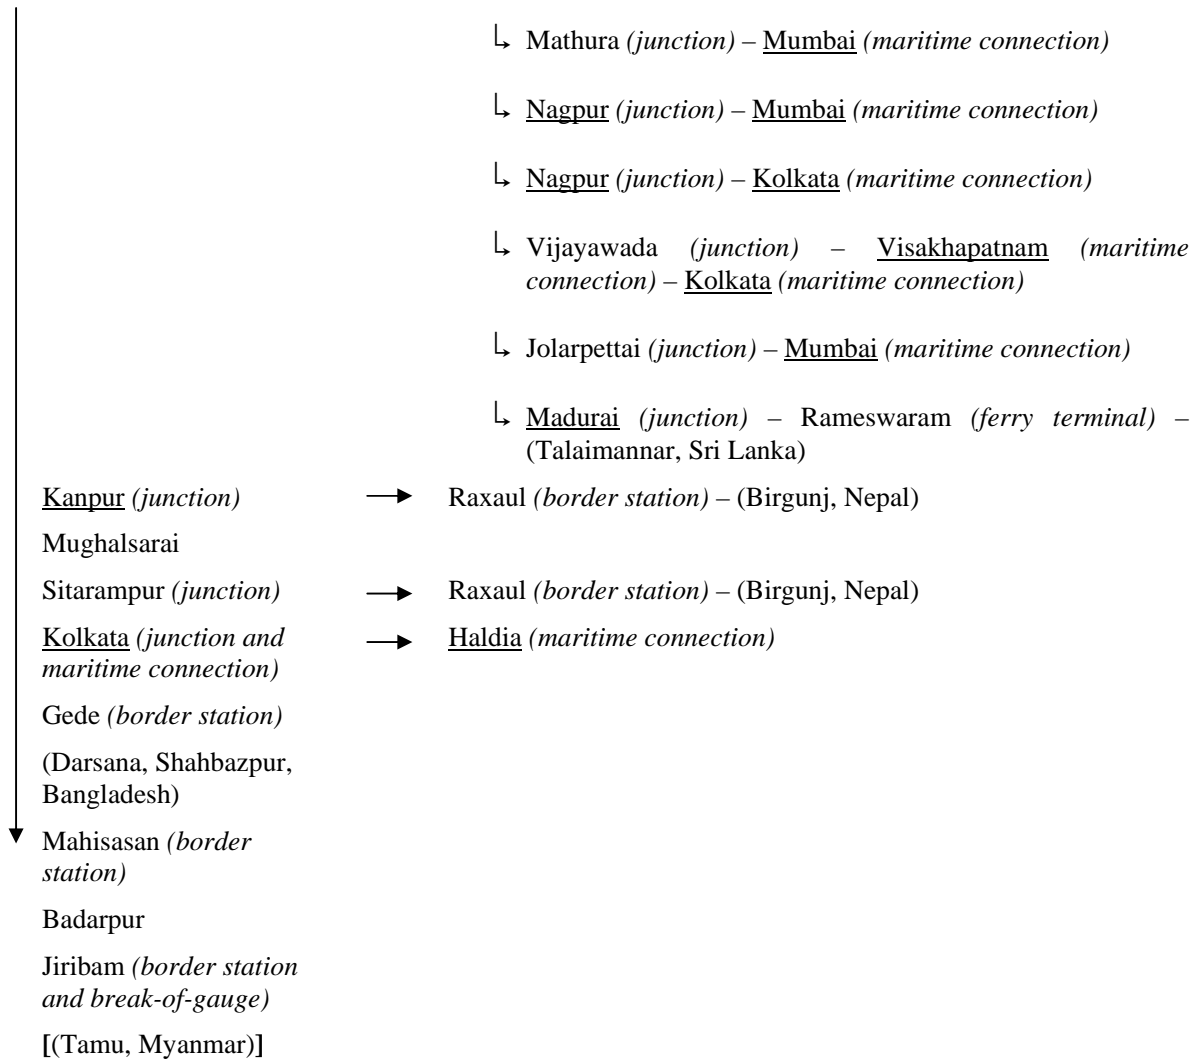 ↳ Mathura (junction) – Mumbai (maritime connection)
↳ Nagpur (junction) – Mumbai (maritime connection)
↳ Nagpur (junction) – Kolkata (maritime connection)
↳ Vijayawada (junction) – Visakhapatnam (maritime
connection) – Kolkata (maritime connection)
↳ Jolarpettai (junction) – Mumbai (maritime connection)
↳ Madurai (junction) – Rameswaram (ferry terminal) –
(Talaimannar, Sri Lanka)
Kanpur (junction) → Raxaul (border station) – (Birgunj, Nepal)
Mughalsarai
Sitarampur (junction) → Raxaul (border station) – (Birgunj, Nepal)
Kolkata (junction and → Haldia (maritime connection)
maritime connection)
Gede (border station)
(Darsana, Shahbazpur,
Bangladesh)
Mahisasan (border
station)
Badarpur
Jiribam (border station
and break-of-gauge)
[(Tamu, Myanmar)]